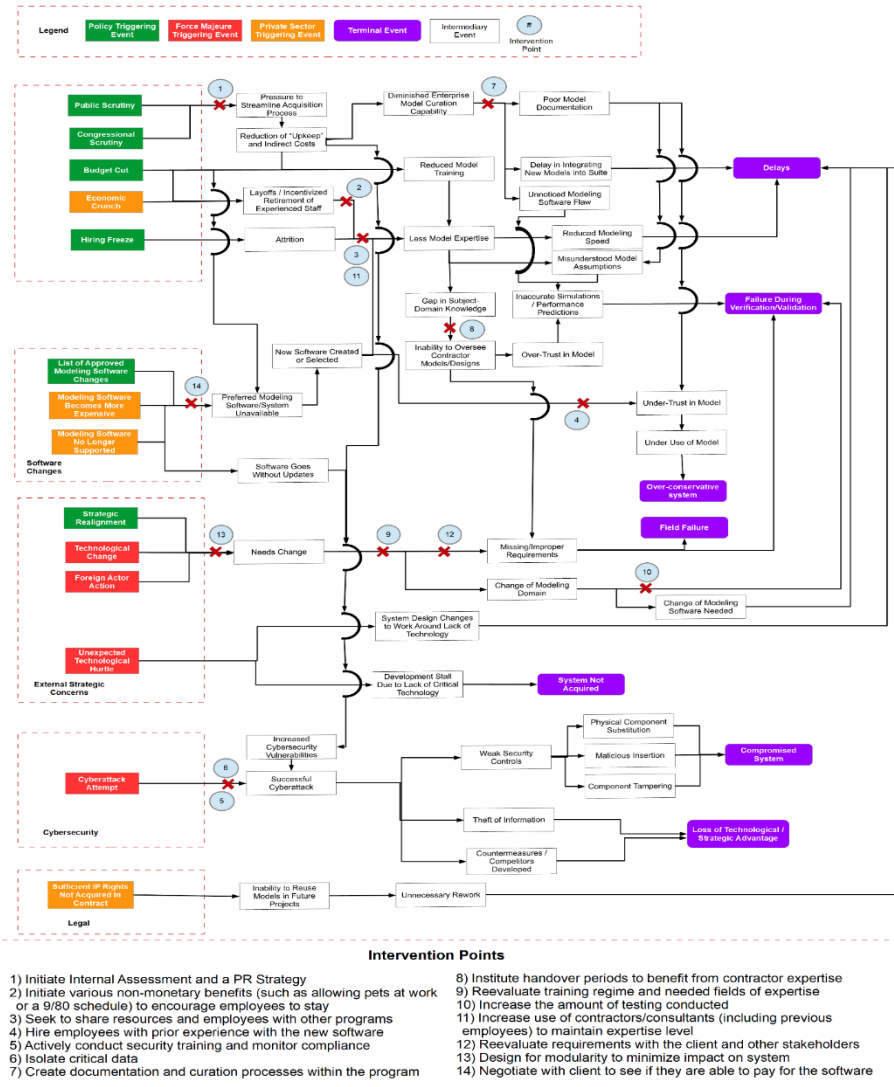 Legend
Policy Triggering
Event
Force Majeure
Triggering Event
Private Sector
Triggering Event
Terminal Event
Intermediary
Event
#
Intervention
Point
1
Pressure to
Streamline Acquisition
Process
Diminished Enterprise
Model Curation
Capability
7
Poor Model
Documentation
Public Scrutiny
Congressional
Scrutiny
Reduction of "Upkeep"
and Indirect Costs
Budget Cut
Reduced Model
Training
Delay in Integrating
New Models into Suite
Delays
2
Economic
Crunch
Layoffs / Incentivized
Retirement of
Experienced Staff
Unnoticed Modeling
Software Flaw
Hiring Freeze
Attrition
Less Model Expertise
Reduced Modeling
Speed
3
11
Misunderstood Model
Assumptions
Gap in Subject-
Domain Knowledge
Inaccurate Simulations
/ Performance
Predictions
Failure During
Verification/Validation
8
New Software Created
or Selected
Inability to Oversee
Contractor
Models/Designs
Over-Trust in Model
List of Approved
Modeling Software
Changes
14
Modeling Software
Becomes More
Expensive
Preferred Modeling
Software/System
Unavailable
4
Under-Trust in Model
Modeling Software
No Longer
Supported
Under Use of Model
Software
Changes
Software Goes
Without Updates
Over-conservative
system
Strategic
Realignment
Field Failure
13
9
12
Technological
Change
Needs Change
Missing/Improper
Requirements
Foreign Actor
Action
10
Change of Modeling
Domain
Change of Modeling
Software Needed
System Design Changes
to Work Around Lack of
Technology
Unexpected
Technological
Hurtle
External Strategic
Concerns
Development Stall
Due to Lack of Critical
Technology
System Not
Acquired
Increased
Cybersecurity
Vulnerabilities
Physical Component
Substitution
Weak Security
Controls
Malicious Insertion
Compromised
System
6
Cyberattack
Attempt
Successful
Cyberattack
5
Component Tampering
Cybersecurity
Theft of Information
Loss of Technological /
Strategic Advantage
Countermeasures /
Competitors
Developed
Sufficient IP Rights
Not Acquired In
Contract
Inability to Reuse
Models in Future
Projects
Unnecessary Rework
Legal
Intervention Points
1) Initiate Internal Assessment and a PR Strategy
2) Initiate various non-monetary benefits (such as allowing pets at work
or a 9/80 schedule) to encourage employees to stay
3) Seek to share resources and employees with other programs
4) Hire employees with prior experience with the new software
5) Actively conduct security training and monitor compliance
6) Isolate critical data
7) Create documentation and curation processes within the program
8) Institute handover periods to benefit from contractor expertise
9) Reevaluate training regime and needed fields of expertise
10) Increase the amount of testing conducted
11) Increase use of contractors/consultants (including previous
employees) to maintain expertise level
12) Reevaluate requirements with the client and other stakeholders
13) Design for modularity to minimize impact on system
14) Negotiate with client to see if they are able to pay for the software